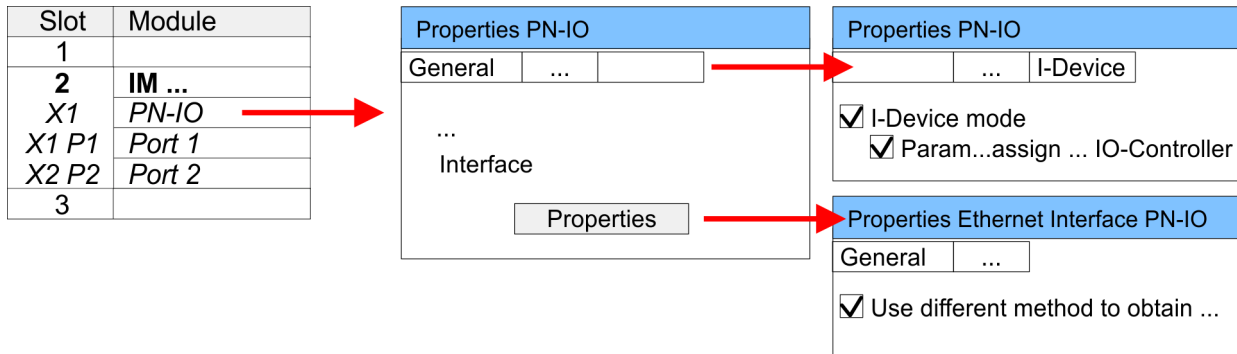 Slot Module
1
2 IM ...
X1 PN-IO
X1 P1 Port 1
X2 P2 Port 2
3
Properties PN-IO
General ...
...
Interface
Properties
Properties PN-IO
... I-Device
I-Device mode
Param...assign ... IO-Controller
Properties Ethernet Interface PN-IO
General ...
Use different method to obtain ...